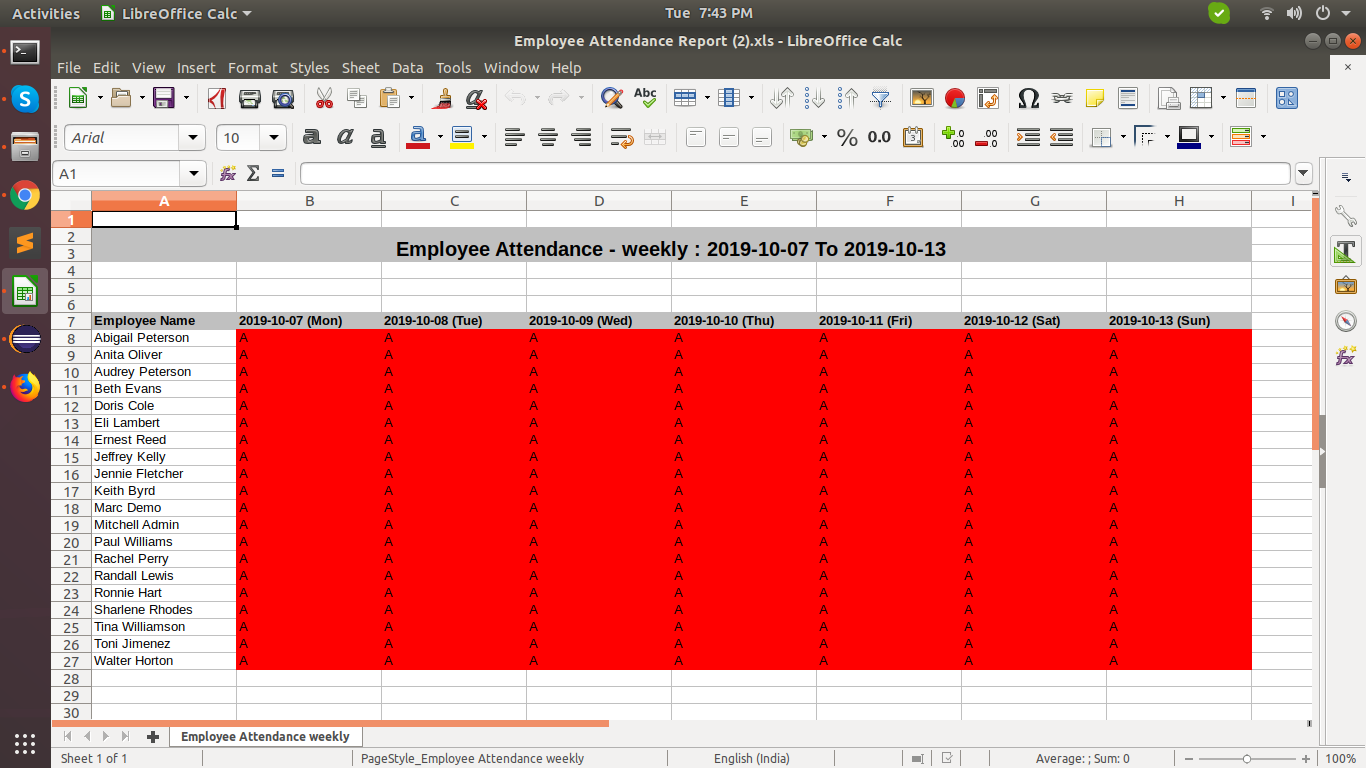 Activities LibreOffice Calc Tue 7:43 PM
Employee Attendance Report (2).xls - LibreOffice Calc
File Edit View Insert Format Styles Sheet Data Tools Window Help
Arial 10
A1
A B C D E F G H I
1
2
Employee Attendance - weekly : 2019-10-07 To 2019-10-13
3
4
5
6
7 Employee Name 2019-10-07 (Mon) 2019-10-08 (Tue) 2019-10-09 (Wed) 2019-10-10 (Thu) 2019-10-11 (Fri) 2019-10-12 (Sat) 2019-10-13 (Sun)
8 Abigail Peterson A A A A A A A
9 Anita Oliver A A A A A A A
10 Audrey Peterson A A A A A A A
11 Beth Evans A A A A A A A
12 Doris Cole A A A A A A A
13 Eli Lambert A A A A A A A
14 Ernest Reed A A A A A A A
15 Jeffrey Kelly A A A A A A A
16 Jennie Fletcher A A A A A A A
17 Keith Byrd A A A A A A A
18 Marc Demo A A A A A A A
19 Mitchell Admin A A A A A A A
20 Paul Williams A A A A A A A
21 Rachel Perry A A A A A A A
22 Randall Lewis A A A A A A A
23 Ronnie Hart A A A A A A A
24 Sharlene Rhodes A A A A A A A
25 Tina Williamson A A A A A A A
26 Toni Jimenez A A A A A A A
27 Walter Horton A A A A A A A
28
29
30
Employee Attendance weekly
Sheet 1 of 1 PageStyle_Employee Attendance weekly English (India) Average: ; Sum: 0 100%